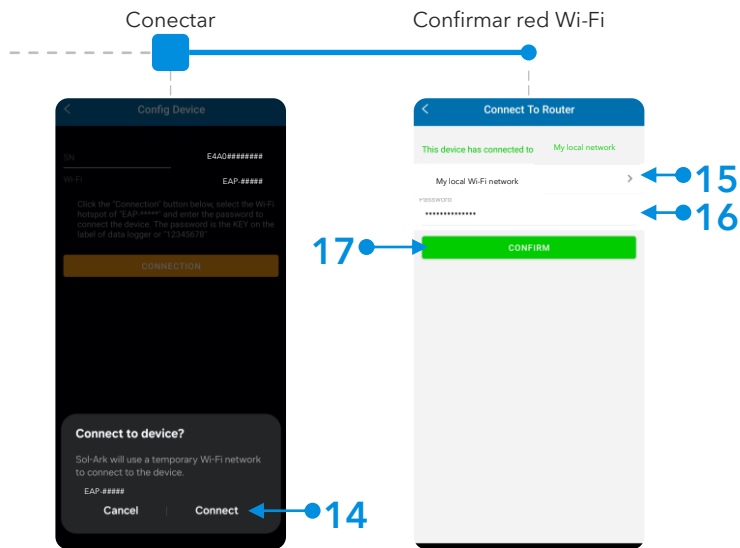 Conectar
Confirmar red Wi-Fi
Config Device
SN
E4A0########
Wi-Fi
EAP-#####
Click the "Connection" button below, select the Wi-Fi
hotspot of "EAP-*****" and enter the password to
connect the device. The password is the KEY on the
label of data logger or "12345678"
CONNECTION
Connect to device?
Sol-Ark will use a temporary Wi-Fi network
to connect to the device.
EAP-#####
Cancel
Connect
14
Connect To Router
This device has connected to
My local network
My local Wi-Fi network
15
Password
••••••••••••••
16
17
CONFIRM